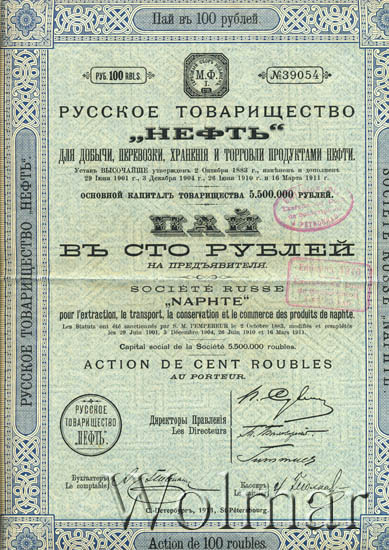 Пай въ 100 рублей
РУБ. 100 RBLS.
М.Ф.
№39054
РУССКОЕ ТОВАРИЩЕСТВО
„НЕФТЬ“
ДЛЯ ДОБЫЧИ, ПЕРЕВОЗКИ, ХРАНЕНІЯ И ТОРГОВЛИ ПРОДУКТАМИ НЕФТИ.
Уставъ ВЫСОЧАЙШЕ утвержденъ 2 Октября 1883 г., измѣненъ и дополненъ
29 Іюня 1901 г., 3 Декабря 1904 г., 26 Іюня 1910 г. и 16 Марта 1911 г.
ОСНОВНОЙ КАПИТАЛЪ ТОВАРИЩЕСТВА 5.500.000 РУБЛЕЙ.
ПАЙ
ВЪ СТО РУБЛЕЙ
НА ПРЕДЪЯВИТЕЛЯ.
SOCIÉTÉ RUSSE
„NAPHTE“
pour l'extraction, le transport, la conservation et le commerce des produits de naphte.
Les Statuts ont été sanctionnés par S. M. l'EMPEREUR le 2 Octobre 1883, modifiés et complétés
les 29 Juin 1901, 3 Décembre 1904, 26 Juin 1910 et 16 Mars 1911.
Capital social de la Société 5.500.000 roubles.
ACTION DE CENT ROUBLES
AU PORTEUR.
РУССКОЕ
ТОВАРИЩЕСТВО
„НЕФТЬ“
Директоры Правленія
Les Directeurs
Бухгалтеръ
Le comptable
Кассиръ
С.-Петербургъ, 1913, St.Pétersbourg.
Wolmar
Action de 100 roubles.
РУССКОЕ ТОВАРИЩЕСТВО „НЕФТЬ“